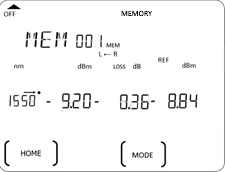 OFF MEMORY
MEM 001 MEM
L ← R
nm dBm LOSS dB REF dBm
1550 - 9.20 - 0.36 - 8.84
HOME MODE